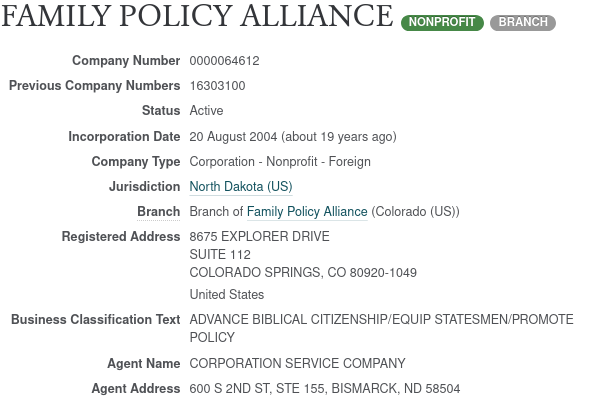 FAMILY POLICY ALLIANCE NONPROFIT BRANCH
Company Number 0000064612
Previous Company Numbers 16303100
Status Active
Incorporation Date 20 August 2004 (about 19 years ago)
Company Type Corporation - Nonprofit - Foreign
Jurisdiction North Dakota (US)
Branch Branch of Family Policy Alliance (Colorado (US))
Registered Address 8675 EXPLORER DRIVE
SUITE 112
COLORADO SPRINGS, CO 80920-1049
United States
Business Classification Text ADVANCE BIBLICAL CITIZENSHIP/EQUIP STATESMEN/PROMOTE
POLICY
Agent Name CORPORATION SERVICE COMPANY
Agent Address 600 S 2ND ST, STE 155, BISMARCK, ND 58504